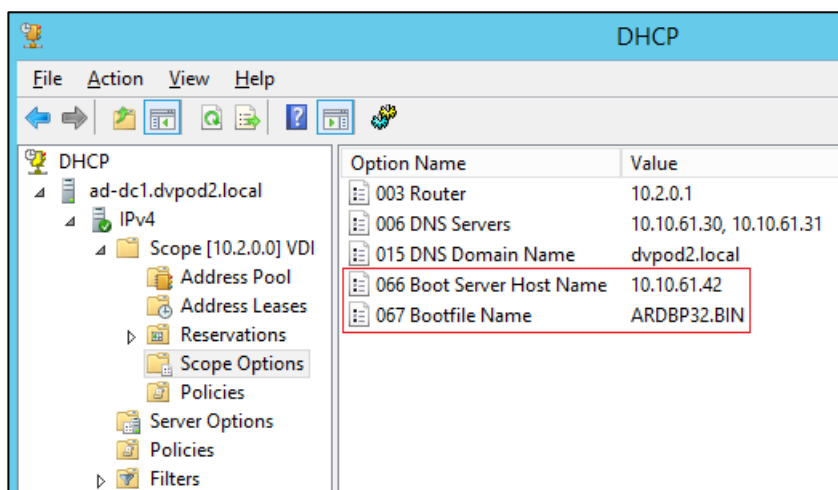 DHCP
File Action View Help
DHCP
ad-dc1.dvpod2.local
IPv4
Scope [10.2.0.0] VDI
Address Pool
Address Leases
Reservations
Scope Options
Policies
Server Options
Policies
Filters
Option Name Value
003 Router 10.2.0.1
006 DNS Servers 10.10.61.30, 10.10.61.31
015 DNS Domain Name dvpod2.local
066 Boot Server Host Name 10.10.61.42
067 Bootfile Name ARDBP32.BIN